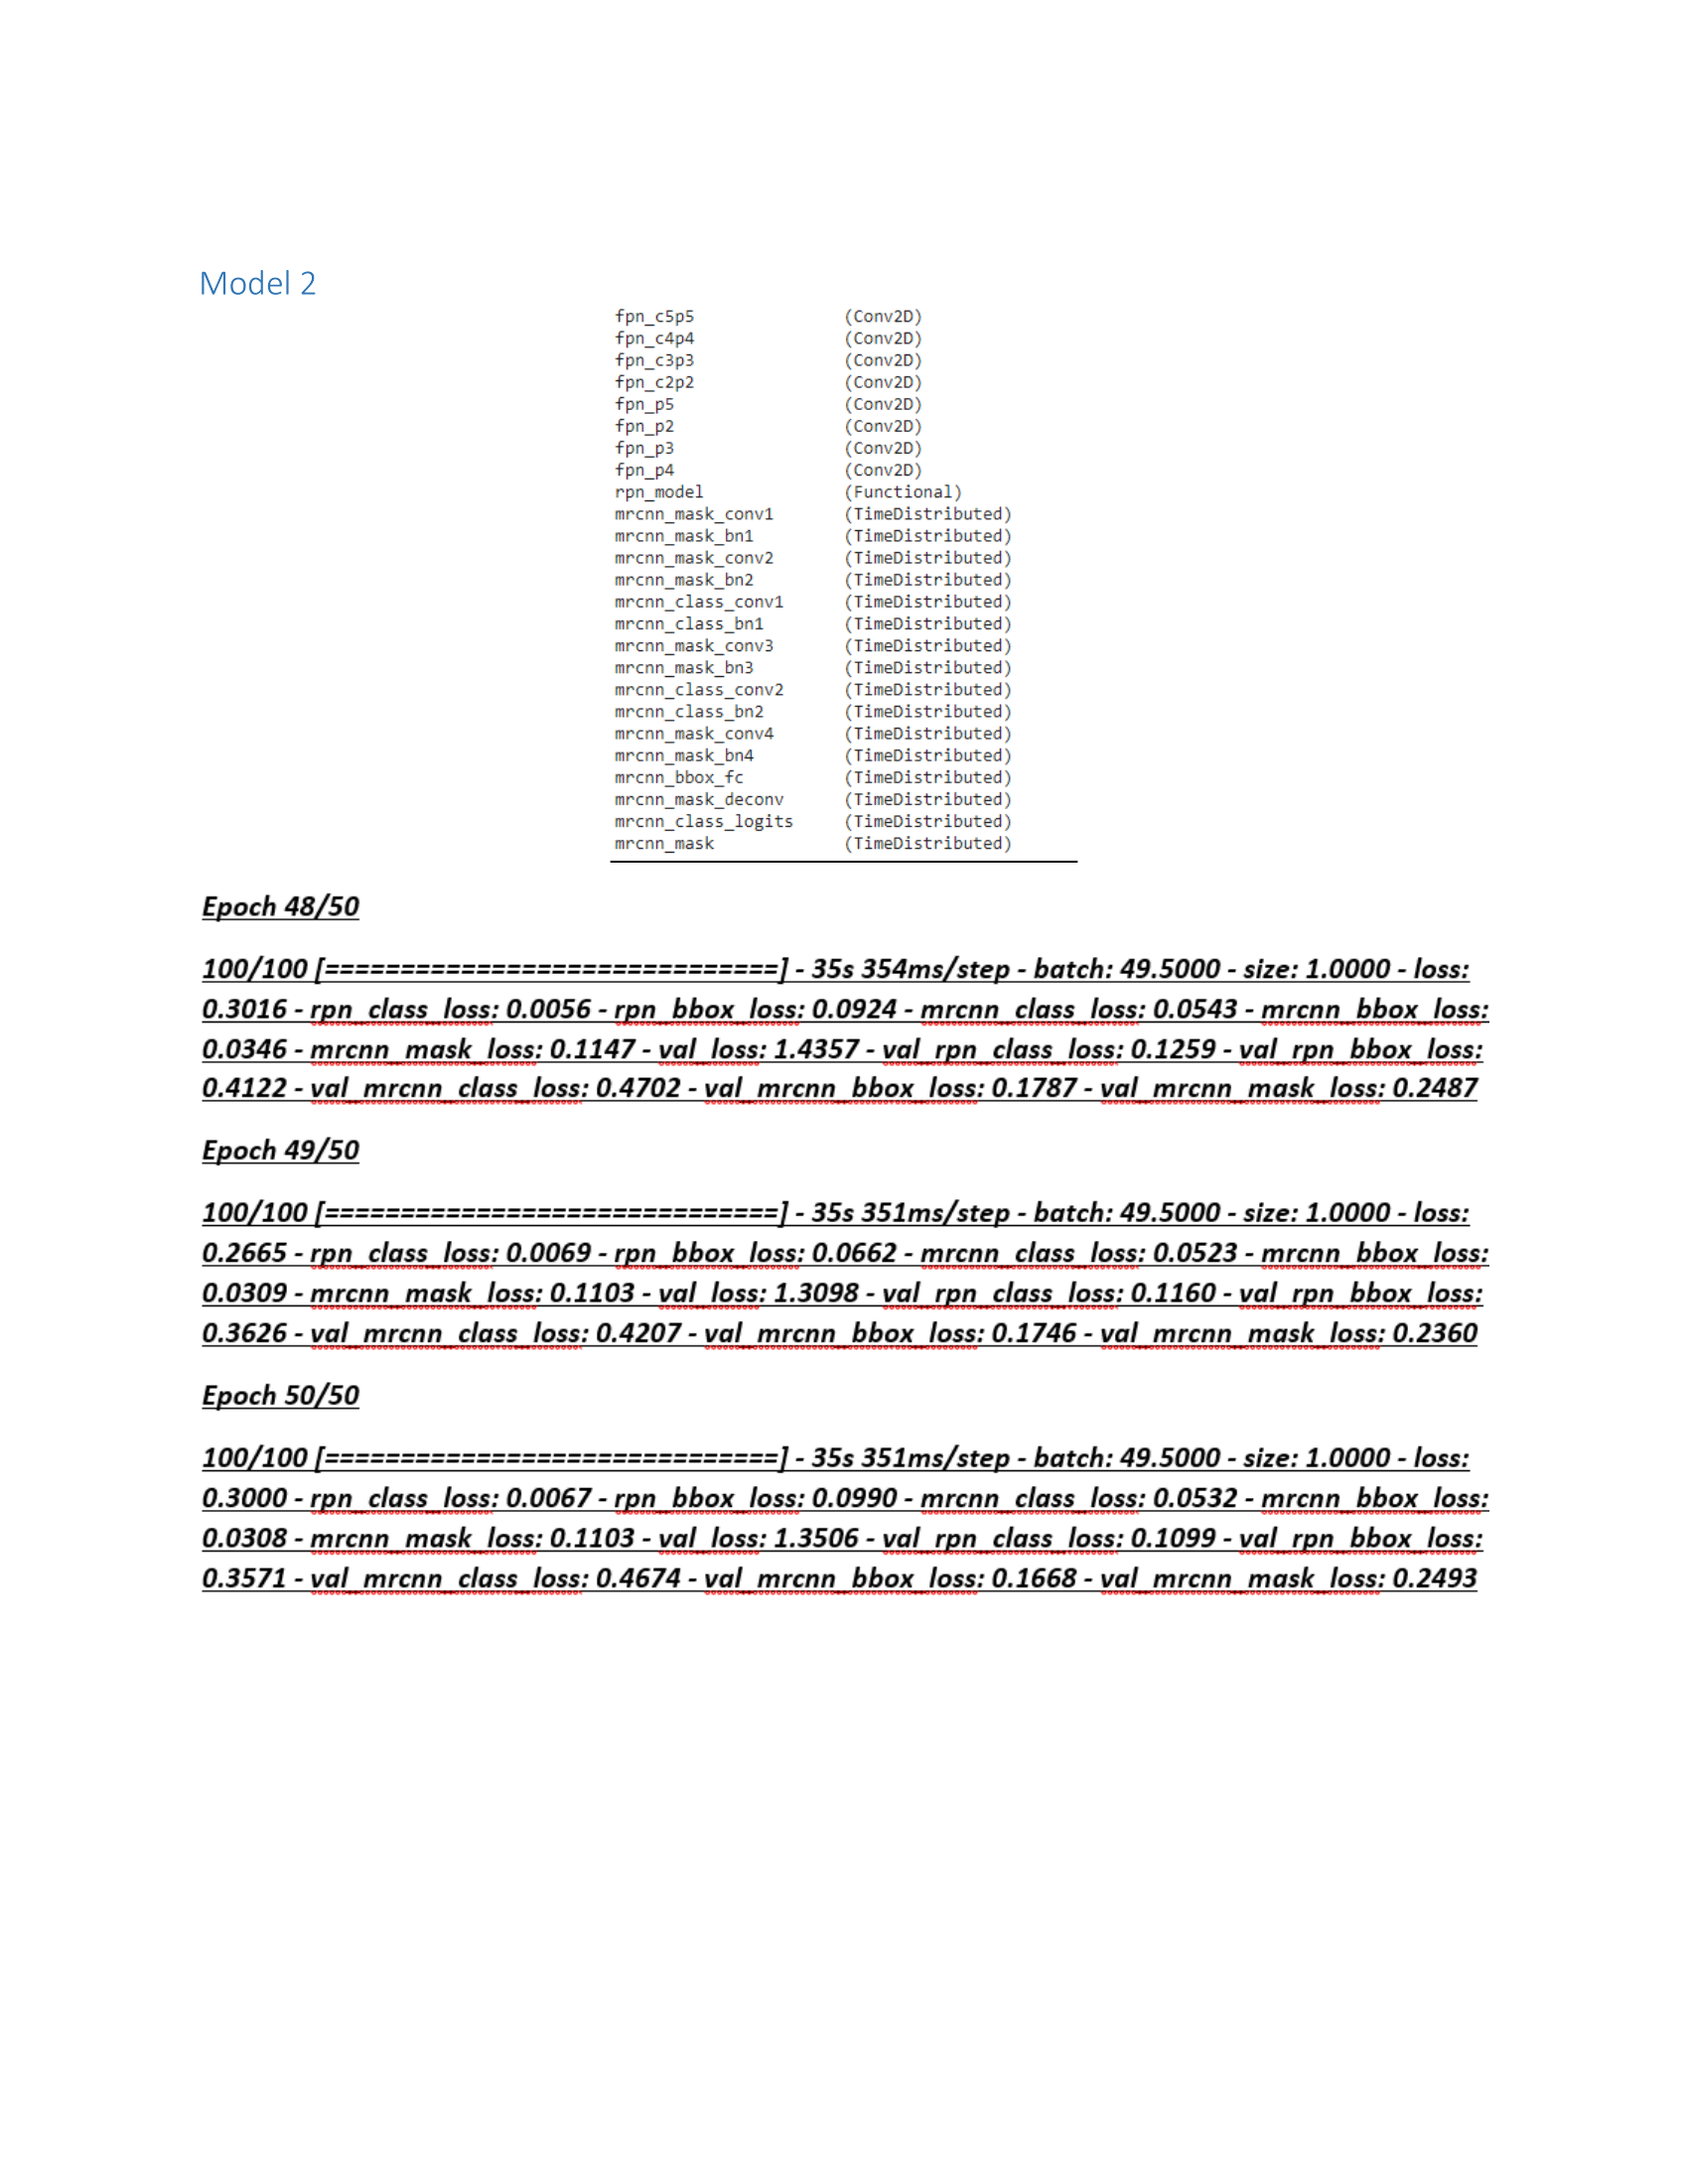 Model 2
fpn_c5p5 (Conv2D)
fpn_c4p4 (Conv2D)
fpn_c3p3 (Conv2D)
fpn_c2p2 (Conv2D)
fpn_p5 (Conv2D)
fpn_p2 (Conv2D)
fpn_p3 (Conv2D)
fpn_p4 (Conv2D)
rpn_model (Functional)
mrcnn_mask_conv1 (TimeDistributed)
mrcnn_mask_bn1 (TimeDistributed)
mrcnn_mask_conv2 (TimeDistributed)
mrcnn_mask_bn2 (TimeDistributed)
mrcnn_class_conv1 (TimeDistributed)
mrcnn_class_bn1 (TimeDistributed)
mrcnn_mask_conv3 (TimeDistributed)
mrcnn_mask_bn3 (TimeDistributed)
mrcnn_class_conv2 (TimeDistributed)
mrcnn_class_bn2 (TimeDistributed)
mrcnn_mask_conv4 (TimeDistributed)
mrcnn_mask_bn4 (TimeDistributed)
mrcnn_bbox_fc (TimeDistributed)
mrcnn_mask_deconv (TimeDistributed)
mrcnn_class_logits (TimeDistributed)
mrcnn_mask (TimeDistributed)
Epoch 48/50
100/100 [==============================] - 35s 354ms/step - batch: 49.5000 - size: 1.0000 - loss:
0.3016 - rpn_class_loss: 0.0056 - rpn_bbox_loss: 0.0924 - mrcnn_class_loss: 0.0543 - mrcnn_bbox_loss:
0.0346 - mrcnn_mask_loss: 0.1147 - val_loss: 1.4357 - val_rpn_class_loss: 0.1259 - val_rpn_bbox_loss:
0.4122 - val_mrcnn_class_loss: 0.4702 - val_mrcnn_bbox_loss: 0.1787 - val_mrcnn_mask_loss: 0.2487
Epoch 49/50
100/100 [==============================] - 35s 351ms/step - batch: 49.5000 - size: 1.0000 - loss:
0.2665 - rpn_class_loss: 0.0069 - rpn_bbox_loss: 0.0662 - mrcnn_class_loss: 0.0523 - mrcnn_bbox_loss:
0.0309 - mrcnn_mask_loss: 0.1103 - val_loss: 1.3098 - val_rpn_class_loss: 0.1160 - val_rpn_bbox_loss:
0.3626 - val_mrcnn_class_loss: 0.4207 - val_mrcnn_bbox_loss: 0.1746 - val_mrcnn_mask_loss: 0.2360
Epoch 50/50
100/100 [==============================] - 35s 351ms/step - batch: 49.5000 - size: 1.0000 - loss:
0.3000 - rpn_class_loss: 0.0067 - rpn_bbox_loss: 0.0990 - mrcnn_class_loss: 0.0532 - mrcnn_bbox_loss:
0.0308 - mrcnn_mask_loss: 0.1103 - val_loss: 1.3506 - val_rpn_class_loss: 0.1099 - val_rpn_bbox_loss:
0.3571 - val_mrcnn_class_loss: 0.4674 - val_mrcnn_bbox_loss: 0.1668 - val_mrcnn_mask_loss: 0.2493